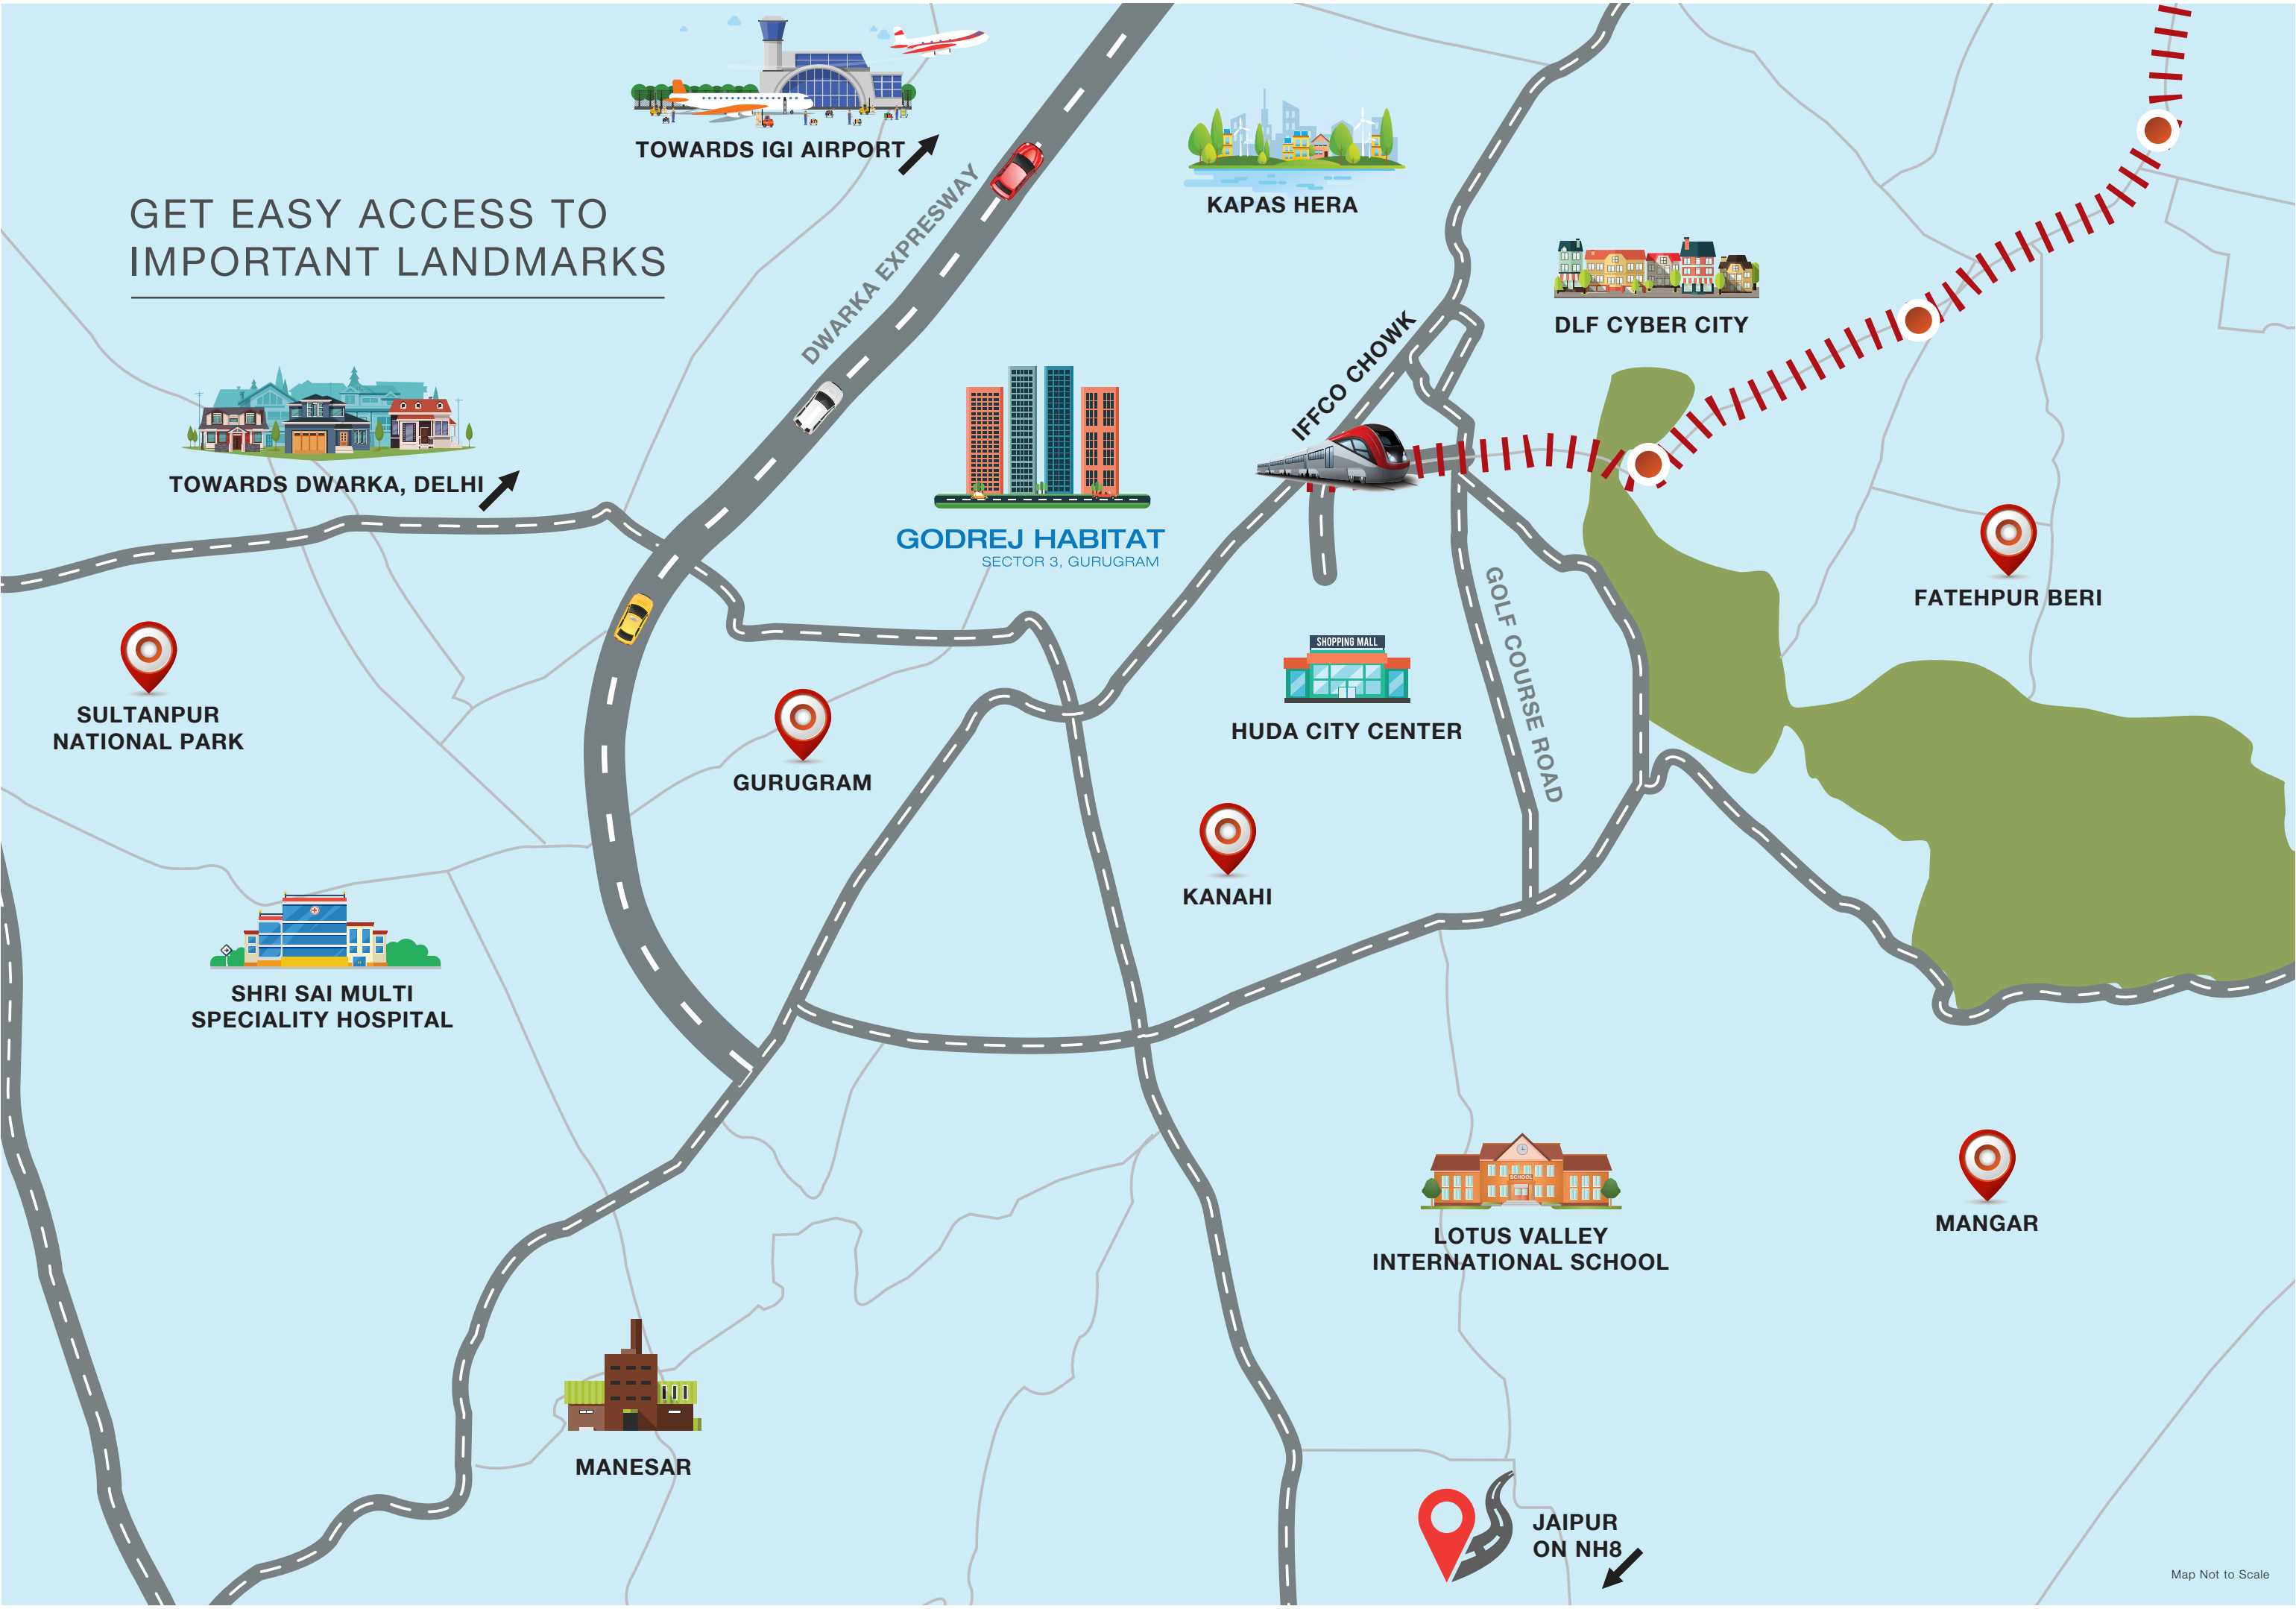 TOWARDS IGI AIRPORT
GET EASY ACCESS TO
IMPORTANT LANDMARKS
DWARKA EXPRESWAY
KAPAS HERA
DLF CYBER CITY
IFFCO CHOWK
TOWARDS DWARKA, DELHI
GODREJ HABITAT
SECTOR 3, GURUGRAM
FATEHPUR BERI
GOLF COURSE ROAD
SHOPPING MALL
HUDA CITY CENTER
SULTANPUR
NATIONAL PARK
GURUGRAM
KANAHI
SHRI SAI MULTI
SPECIALITY HOSPITAL
SCHOOL
LOTUS VALLEY
INTERNATIONAL SCHOOL
MANGAR
MANESAR
JAIPUR
ON NH8
Map Not to Scale